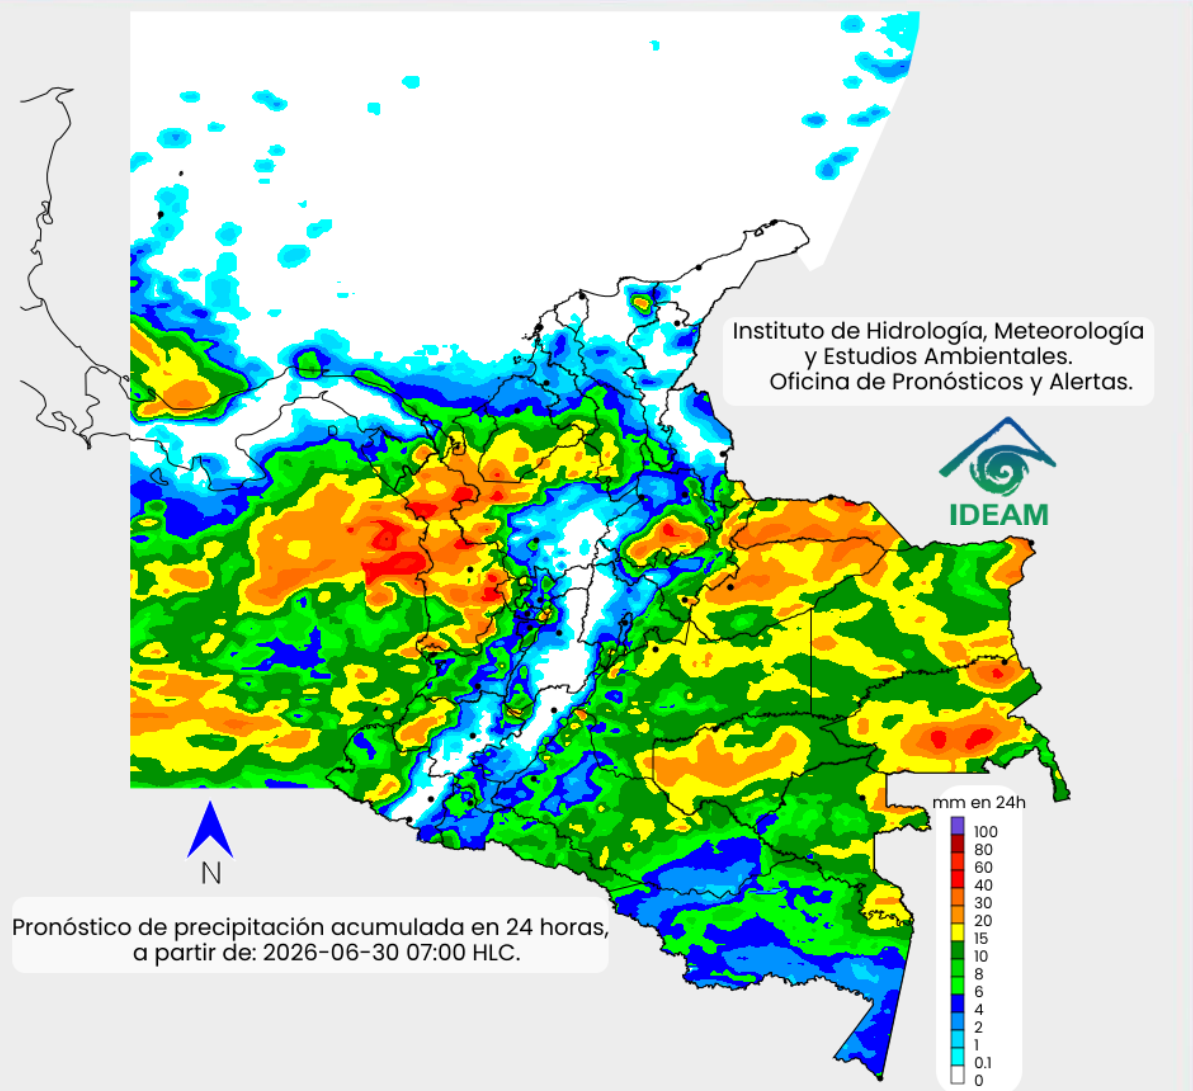 Instituto de Hidrología, Meteorología
y Estudios Ambientales.
Oficina de Pronósticos y Alertas.
IDEAM
mm en 24h
100
80
60
40
30
20
15
10
8
6
4
2
1
0.1
0
N
Pronóstico de precipitación acumulada en 24 horas,
a partir de: 2026-06-30 07:00 HLC.